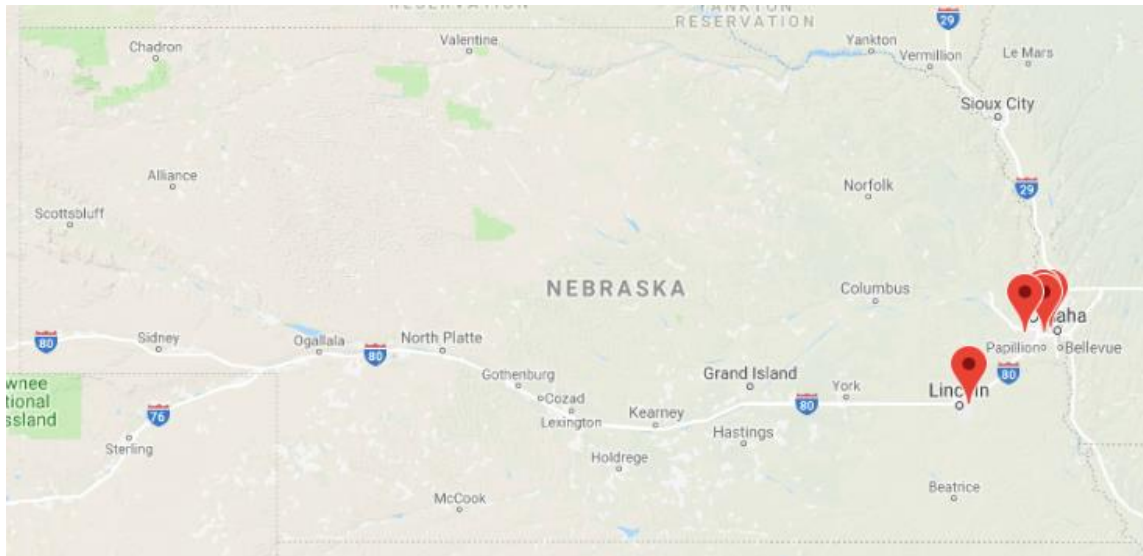 RESERVATION
YANKTON
RESERVATION
29
Chadron
Valentine
Yankton
Vermillion
Le Mars
Sioux City
Alliance
Norfolk
29
Scottsbluff
NEBRASKA
Columbus
aha
80
Sidney
Ogallala
80
North Platte
Papillion
Bellevue
80
wnee
tional
ssland
Gothenburg
Cozad
Lexington
Grand Island
York
Lincoln
76
Kearney
80
Hastings
Sterling
Holdrege
McCook
Beatrice